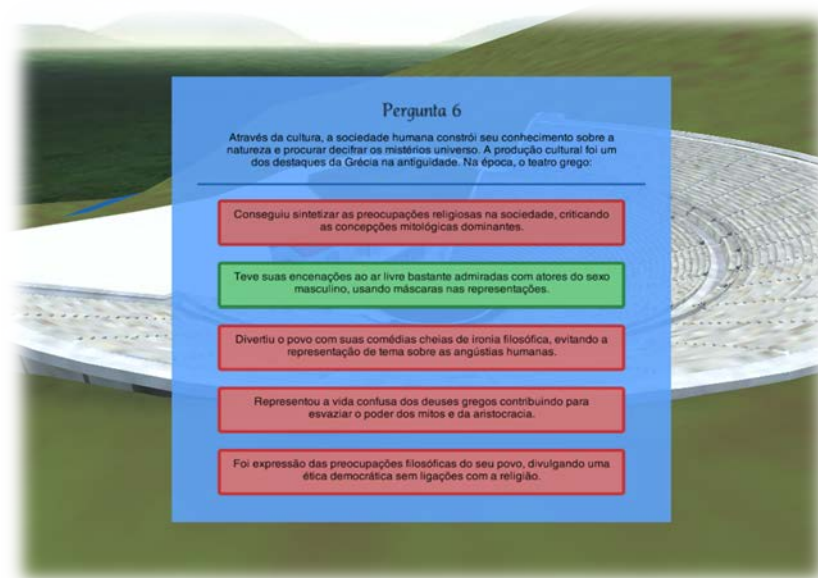 Pergunta 6
Através da cultura, a sociedade humana constrói seu conhecimento sobre a
natureza e procurar decifrar os mistérios universo. A produção cultural foi um
dos destaques da Grécia na antiguidade. Na época, o teatro grego:
Conseguiu sintetizar as preocupações religiosas na sociedade, criticando
as concepções mitológicas dominantes.
Teve suas encenações ao ar livre bastante admiradas com atores do sexo
masculino, usando máscaras nas representações.
Divertiu o povo com suas comédias cheias de ironia filosófica, evitando a
representação de tema sobre as angústias humanas.
Representou a vida confusa dos deuses gregos contribuindo para
esvaziar o poder dos mitos e da aristocracia.
Foi expressão das preocupações filosóficas do seu povo, divulgando uma
ética democrática sem ligações com a religião.